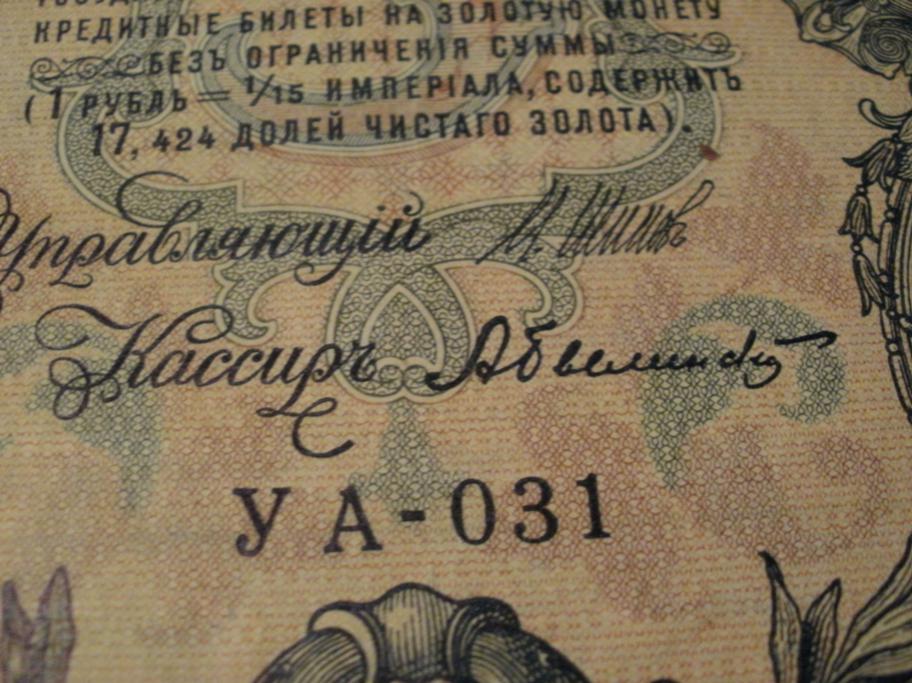 КРЕДИТНЫЕ БИЛЕТЫ НА ЗОЛОТУЮ МОНЕТУ
БЕЗЪ ОГРАНИЧЕНІЯ СУММЫ
(1 РУБЛЬ = 1/15 ИМПЕРІАЛА, СОДЕРЖИТЪ
17,424 ДОЛЕЙ ЧИСТАГО ЗОЛОТА).
Управляющій И. Шипов
Кассиръ
УА-031